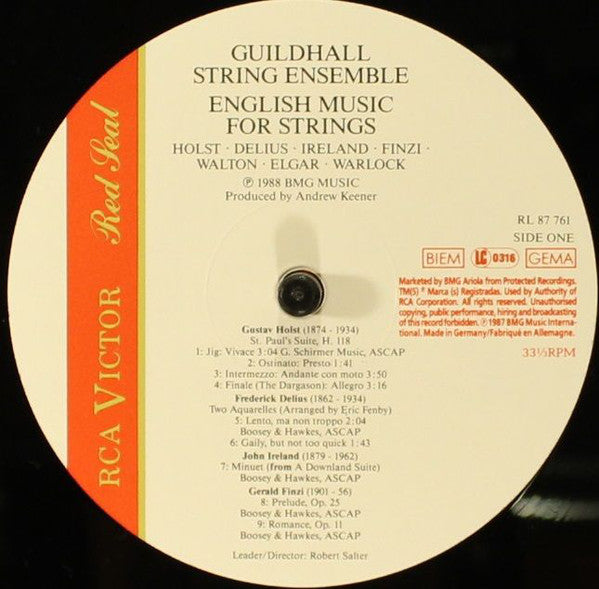 RCA VICTOR Red Seal
GUILDHALL
STRING ENSEMBLE
ENGLISH MUSIC
FOR STRINGS
HOLST · DELIUS · IRELAND · FINZI ·
WALTON · ELGAR · WARLOCK
℗ 1988 BMG MUSIC
Produced by Andrew Keener
RL 87 761
SIDE ONE
BIEM LC 0316 GEMA
Marketed by BMG Ariola from Protected Recordings.
TM(S) ® Marca (s) Registradas. Used by Authority of
RCA Corporation. All rights reserved. Unauthorised
copying, public performance, hiring and broadcasting
of this record forbidden. ℗ 1987 BMG Music Interna-
tional. Made in Germany/Fabriqué en Allemagne.
33⅓RPM
Gustav Holst (1874 - 1934)
St. Paul's Suite, H. 118
1: Jig: Vivace 3:04 G. Schirmer Music, ASCAP
2: Ostinato: Presto 1:41
3: Intermezzo: Andante con moto 3:50
4: Finale (The Dargason): Allegro 3:16
Frederick Delius (1862 - 1934)
Two Aquarelles (Arranged by Eric Fenby)
5: Lento, ma non troppo 2:04
Boosey & Hawkes, ASCAP
6: Gaily, but not too quick 1:43
John Ireland (1879 - 1962)
7: Minuet (from A Downland Suite)
Boosey & Hawkes, ASCAP
Gerald Finzi (1901 - 56)
8: Prelude, Op. 25
Boosey & Hawkes, ASCAP
9: Romance, Op. 11
Boosey & Hawkes, ASCAP
Leader/Director: Robert Salter